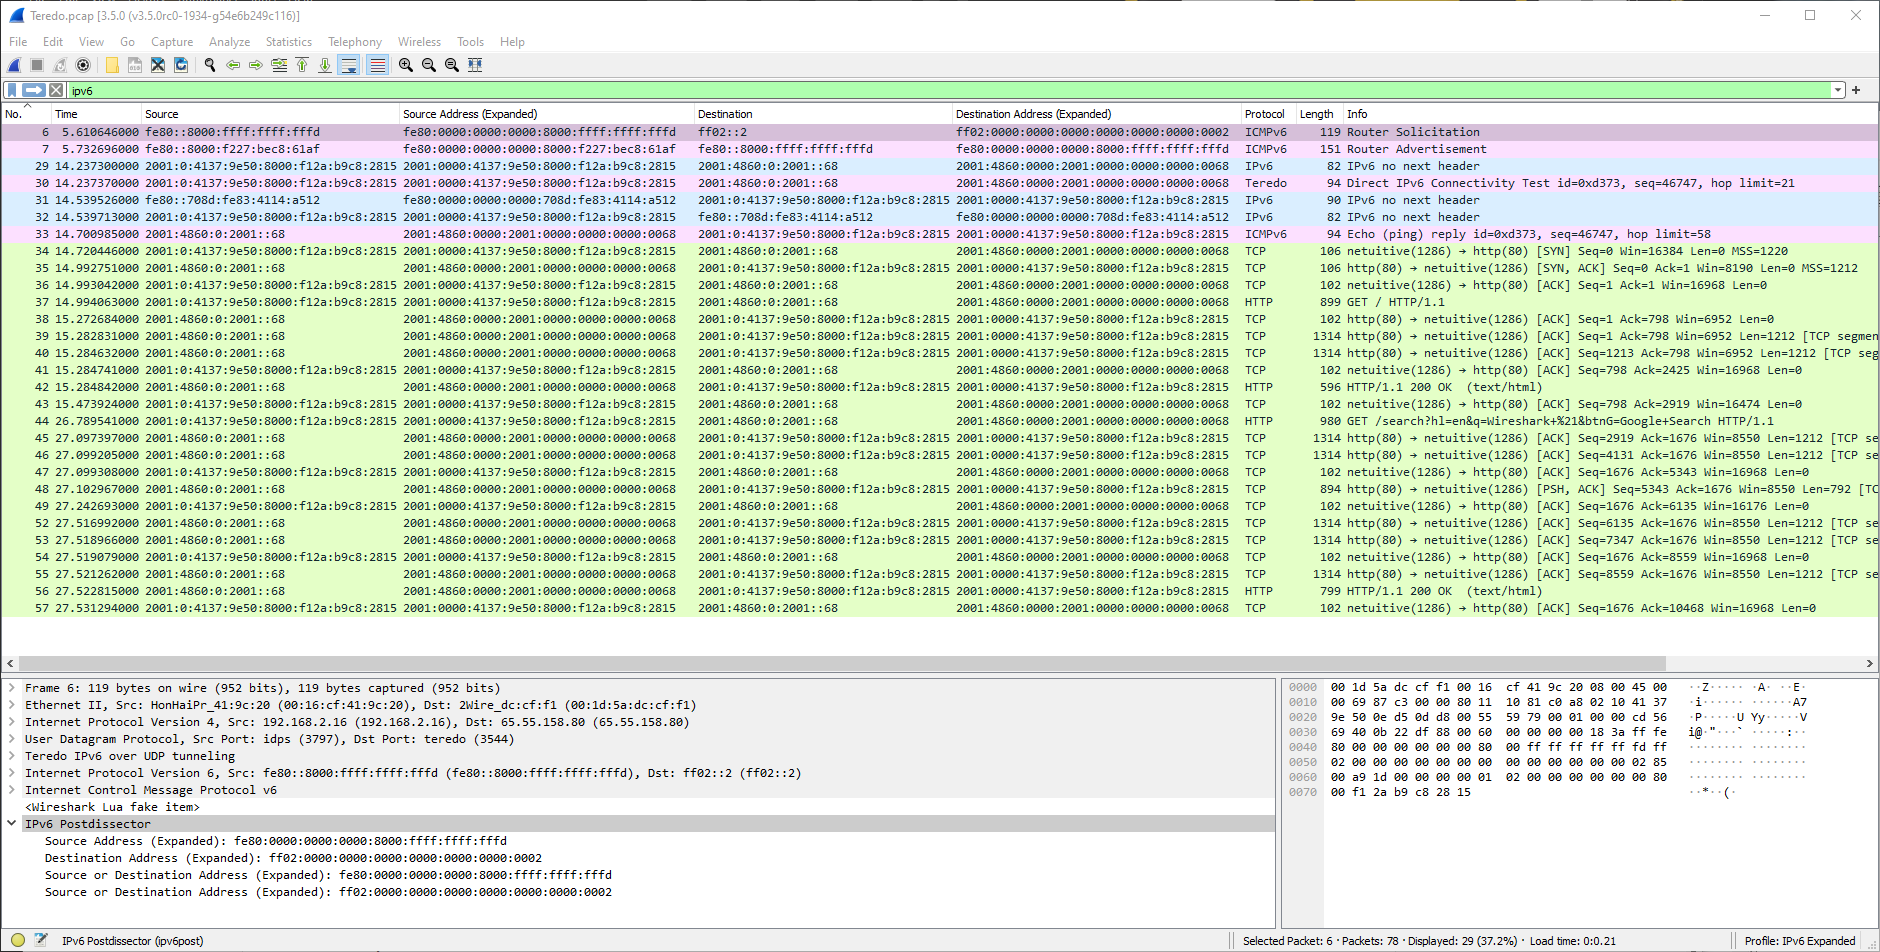 Teredo.pcap [3.5.0 (v3.5.0rc0-1934-g54e6b249c116)]
File Edit View Go Capture Analyze Statistics Telephony Wireless Tools Help
ipv6
No. Time Source Source Address (Expanded) Destination Destination Address (Expanded) Protocol Length Info
6 5.610646000 fe80::8000:ffff:ffff:fffd fe80:0000:0000:0000:8000:ffff:ffff:fffd ff02::2 ff02:0000:0000:0000:0000:0000:0000:0002 ICMPv6 119 Router Solicitation
7 5.732696000 fe80::8000:f227:bec8:61af fe80:0000:0000:0000:8000:f227:bec8:61af fe80::8000:ffff:ffff:fffd fe80:0000:0000:0000:8000:ffff:ffff:fffd ICMPv6 151 Router Advertisement
29 14.237300000 2001:0:4137:9e50:8000:f12a:b9c8:2815 2001:0000:4137:9e50:8000:f12a:b9c8:2815 2001:4860:0:2001::68 2001:4860:0000:2001:0000:0000:0000:0068 IPv6 82 IPv6 no next header
30 14.237370000 2001:0:4137:9e50:8000:f12a:b9c8:2815 2001:0000:4137:9e50:8000:f12a:b9c8:2815 2001:4860:0:2001::68 2001:4860:0000:2001:0000:0000:0000:0068 Teredo 94 Direct IPv6 Connectivity Test id=0xd373, seq=46747, hop limit=21
31 14.539526000 fe80::708d:fe83:4114:a512 fe80:0000:0000:0000:708d:fe83:4114:a512 2001:0:4137:9e50:8000:f12a:b9c8:2815 2001:0000:4137:9e50:8000:f12a:b9c8:2815 IPv6 90 IPv6 no next header
32 14.539713000 2001:0:4137:9e50:8000:f12a:b9c8:2815 2001:0000:4137:9e50:8000:f12a:b9c8:2815 fe80::708d:fe83:4114:a512 fe80:0000:0000:0000:708d:fe83:4114:a512 IPv6 82 IPv6 no next header
33 14.700985000 2001:4860:0:2001::68 2001:4860:0000:2001:0000:0000:0000:0068 2001:0:4137:9e50:8000:f12a:b9c8:2815 2001:0000:4137:9e50:8000:f12a:b9c8:2815 ICMPv6 94 Echo (ping) reply id=0xd373, seq=46747, hop limit=58
34 14.720446000 2001:0:4137:9e50:8000:f12a:b9c8:2815 2001:0000:4137:9e50:8000:f12a:b9c8:2815 2001:4860:0:2001::68 2001:4860:0000:2001:0000:0000:0000:0068 TCP 106 netuitive(1286) → http(80) [SYN] Seq=0 Win=16384 Len=0 MSS=1220
35 14.992751000 2001:4860:0:2001::68 2001:4860:0000:2001:0000:0000:0000:0068 2001:0:4137:9e50:8000:f12a:b9c8:2815 2001:0000:4137:9e50:8000:f12a:b9c8:2815 TCP 106 http(80) → netuitive(1286) [SYN, ACK] Seq=0 Ack=1 Win=8190 Len=0 MSS=1212
36 14.993042000 2001:0:4137:9e50:8000:f12a:b9c8:2815 2001:0000:4137:9e50:8000:f12a:b9c8:2815 2001:4860:0:2001::68 2001:4860:0000:2001:0000:0000:0000:0068 TCP 102 netuitive(1286) → http(80) [ACK] Seq=1 Ack=1 Win=16968 Len=0
37 14.994063000 2001:0:4137:9e50:8000:f12a:b9c8:2815 2001:0000:4137:9e50:8000:f12a:b9c8:2815 2001:4860:0:2001::68 2001:4860:0000:2001:0000:0000:0000:0068 HTTP 899 GET / HTTP/1.1
38 15.272684000 2001:4860:0:2001::68 2001:4860:0000:2001:0000:0000:0000:0068 2001:0:4137:9e50:8000:f12a:b9c8:2815 2001:0000:4137:9e50:8000:f12a:b9c8:2815 TCP 102 http(80) → netuitive(1286) [ACK] Seq=1 Ack=798 Win=6952 Len=0
39 15.282831000 2001:4860:0:2001::68 2001:4860:0000:2001:0000:0000:0000:0068 2001:0:4137:9e50:8000:f12a:b9c8:2815 2001:0000:4137:9e50:8000:f12a:b9c8:2815 TCP 1314 http(80) → netuitive(1286) [ACK] Seq=1 Ack=798 Win=6952 Len=1212 [TCP segmen
40 15.284632000 2001:4860:0:2001::68 2001:4860:0000:2001:0000:0000:0000:0068 2001:0:4137:9e50:8000:f12a:b9c8:2815 2001:0000:4137:9e50:8000:f12a:b9c8:2815 TCP 1314 http(80) → netuitive(1286) [ACK] Seq=1213 Ack=798 Win=6952 Len=1212 [TCP seg
41 15.284741000 2001:0:4137:9e50:8000:f12a:b9c8:2815 2001:0000:4137:9e50:8000:f12a:b9c8:2815 2001:4860:0:2001::68 2001:4860:0000:2001:0000:0000:0000:0068 TCP 102 netuitive(1286) → http(80) [ACK] Seq=798 Ack=2425 Win=16968 Len=0
42 15.284842000 2001:4860:0:2001::68 2001:4860:0000:2001:0000:0000:0000:0068 2001:0:4137:9e50:8000:f12a:b9c8:2815 2001:0000:4137:9e50:8000:f12a:b9c8:2815 HTTP 596 HTTP/1.1 200 OK (text/html)
43 15.473924000 2001:0:4137:9e50:8000:f12a:b9c8:2815 2001:0000:4137:9e50:8000:f12a:b9c8:2815 2001:4860:0:2001::68 2001:4860:0000:2001:0000:0000:0000:0068 TCP 102 netuitive(1286) → http(80) [ACK] Seq=798 Ack=2919 Win=16474 Len=0
44 26.789541000 2001:0:4137:9e50:8000:f12a:b9c8:2815 2001:0000:4137:9e50:8000:f12a:b9c8:2815 2001:4860:0:2001::68 2001:4860:0000:2001:0000:0000:0000:0068 HTTP 980 GET /search?hl=en&q=Wireshark+%21&btnG=Google+Search HTTP/1.1
45 27.097397000 2001:4860:0:2001::68 2001:4860:0000:2001:0000:0000:0000:0068 2001:0:4137:9e50:8000:f12a:b9c8:2815 2001:0000:4137:9e50:8000:f12a:b9c8:2815 TCP 1314 http(80) → netuitive(1286) [ACK] Seq=2919 Ack=1676 Win=8550 Len=1212 [TCP se
46 27.099205000 2001:4860:0:2001::68 2001:4860:0000:2001:0000:0000:0000:0068 2001:0:4137:9e50:8000:f12a:b9c8:2815 2001:0000:4137:9e50:8000:f12a:b9c8:2815 TCP 1314 http(80) → netuitive(1286) [ACK] Seq=4131 Ack=1676 Win=8550 Len=1212 [TCP se
47 27.099308000 2001:0:4137:9e50:8000:f12a:b9c8:2815 2001:0000:4137:9e50:8000:f12a:b9c8:2815 2001:4860:0:2001::68 2001:4860:0000:2001:0000:0000:0000:0068 TCP 102 netuitive(1286) → http(80) [ACK] Seq=1676 Ack=5343 Win=16968 Len=0
48 27.102967000 2001:4860:0:2001::68 2001:4860:0000:2001:0000:0000:0000:0068 2001:0:4137:9e50:8000:f12a:b9c8:2815 2001:0000:4137:9e50:8000:f12a:b9c8:2815 TCP 894 http(80) → netuitive(1286) [PSH, ACK] Seq=5343 Ack=1676 Win=8550 Len=792 [TC
49 27.242693000 2001:0:4137:9e50:8000:f12a:b9c8:2815 2001:0000:4137:9e50:8000:f12a:b9c8:2815 2001:4860:0:2001::68 2001:4860:0000:2001:0000:0000:0000:0068 TCP 102 netuitive(1286) → http(80) [ACK] Seq=1676 Ack=6135 Win=16176 Len=0
52 27.516992000 2001:4860:0:2001::68 2001:4860:0000:2001:0000:0000:0000:0068 2001:0:4137:9e50:8000:f12a:b9c8:2815 2001:0000:4137:9e50:8000:f12a:b9c8:2815 TCP 1314 http(80) → netuitive(1286) [ACK] Seq=6135 Ack=1676 Win=8550 Len=1212 [TCP se
53 27.518966000 2001:4860:0:2001::68 2001:4860:0000:2001:0000:0000:0000:0068 2001:0:4137:9e50:8000:f12a:b9c8:2815 2001:0000:4137:9e50:8000:f12a:b9c8:2815 TCP 1314 http(80) → netuitive(1286) [ACK] Seq=7347 Ack=1676 Win=8550 Len=1212 [TCP se
54 27.519079000 2001:0:4137:9e50:8000:f12a:b9c8:2815 2001:0000:4137:9e50:8000:f12a:b9c8:2815 2001:4860:0:2001::68 2001:4860:0000:2001:0000:0000:0000:0068 TCP 102 netuitive(1286) → http(80) [ACK] Seq=1676 Ack=8559 Win=16968 Len=0
55 27.521262000 2001:4860:0:2001::68 2001:4860:0000:2001:0000:0000:0000:0068 2001:0:4137:9e50:8000:f12a:b9c8:2815 2001:0000:4137:9e50:8000:f12a:b9c8:2815 TCP 1314 http(80) → netuitive(1286) [ACK] Seq=8559 Ack=1676 Win=8550 Len=1212 [TCP se
56 27.522815000 2001:4860:0:2001::68 2001:4860:0000:2001:0000:0000:0000:0068 2001:0:4137:9e50:8000:f12a:b9c8:2815 2001:0000:4137:9e50:8000:f12a:b9c8:2815 HTTP 799 HTTP/1.1 200 OK (text/html)
57 27.531294000 2001:0:4137:9e50:8000:f12a:b9c8:2815 2001:0000:4137:9e50:8000:f12a:b9c8:2815 2001:4860:0:2001::68 2001:4860:0000:2001:0000:0000:0000:0068 TCP 102 netuitive(1286) → http(80) [ACK] Seq=1676 Ack=10468 Win=16968 Len=0
Frame 6: 119 bytes on wire (952 bits), 119 bytes captured (952 bits)
Ethernet II, Src: HonHaiPr_41:9c:20 (00:16:cf:41:9c:20), Dst: 2Wire_dc:cf:f1 (00:1d:5a:dc:cf:f1)
Internet Protocol Version 4, Src: 192.168.2.16 (192.168.2.16), Dst: 65.55.158.80 (65.55.158.80)
User Datagram Protocol, Src Port: idps (3797), Dst Port: teredo (3544)
Teredo IPv6 over UDP tunneling
Internet Protocol Version 6, Src: fe80::8000:ffff:ffff:fffd (fe80::8000:ffff:ffff:fffd), Dst: ff02::2 (ff02::2)
Internet Control Message Protocol v6
<Wireshark Lua fake item>
IPv6 Postdissector
Source Address (Expanded): fe80:0000:0000:0000:8000:ffff:ffff:fffd
Destination Address (Expanded): ff02:0000:0000:0000:0000:0000:0000:0002
Source or Destination Address (Expanded): fe80:0000:0000:0000:8000:ffff:ffff:fffd
Source or Destination Address (Expanded): ff02:0000:0000:0000:0000:0000:0000:0002
0000 00 1d 5a dc cf f1 00 16 cf 41 9c 20 08 00 45 00 ··Z····· ·A· ··E·
0010 00 69 87 c3 00 00 80 11 10 81 c0 a8 02 10 41 37 ·i······ ······A7
0020 9e 50 0e d5 0d d8 00 55 59 79 00 01 00 00 cd 56 ·P·····U Yy·····V
0030 69 40 0b 22 df 88 00 60 00 00 00 00 18 3a ff fe i@·"···` ·····:··
0040 80 00 00 00 00 00 00 80 00 ff ff ff ff ff fd ff ········ ········
0050 02 00 00 00 00 00 00 00 00 00 00 00 00 00 02 85 ········ ········
0060 00 a9 1d 00 00 00 00 01 02 00 00 00 00 00 00 80 ········ ········
0070 00 f1 2a b9 c8 28 15 ··*··(·
IPv6 Postdissector (ipv6post)
Selected Packet: 6 · Packets: 78 · Displayed: 29 (37.2%) · Load time: 0:0.21
Profile: IPv6 Expanded